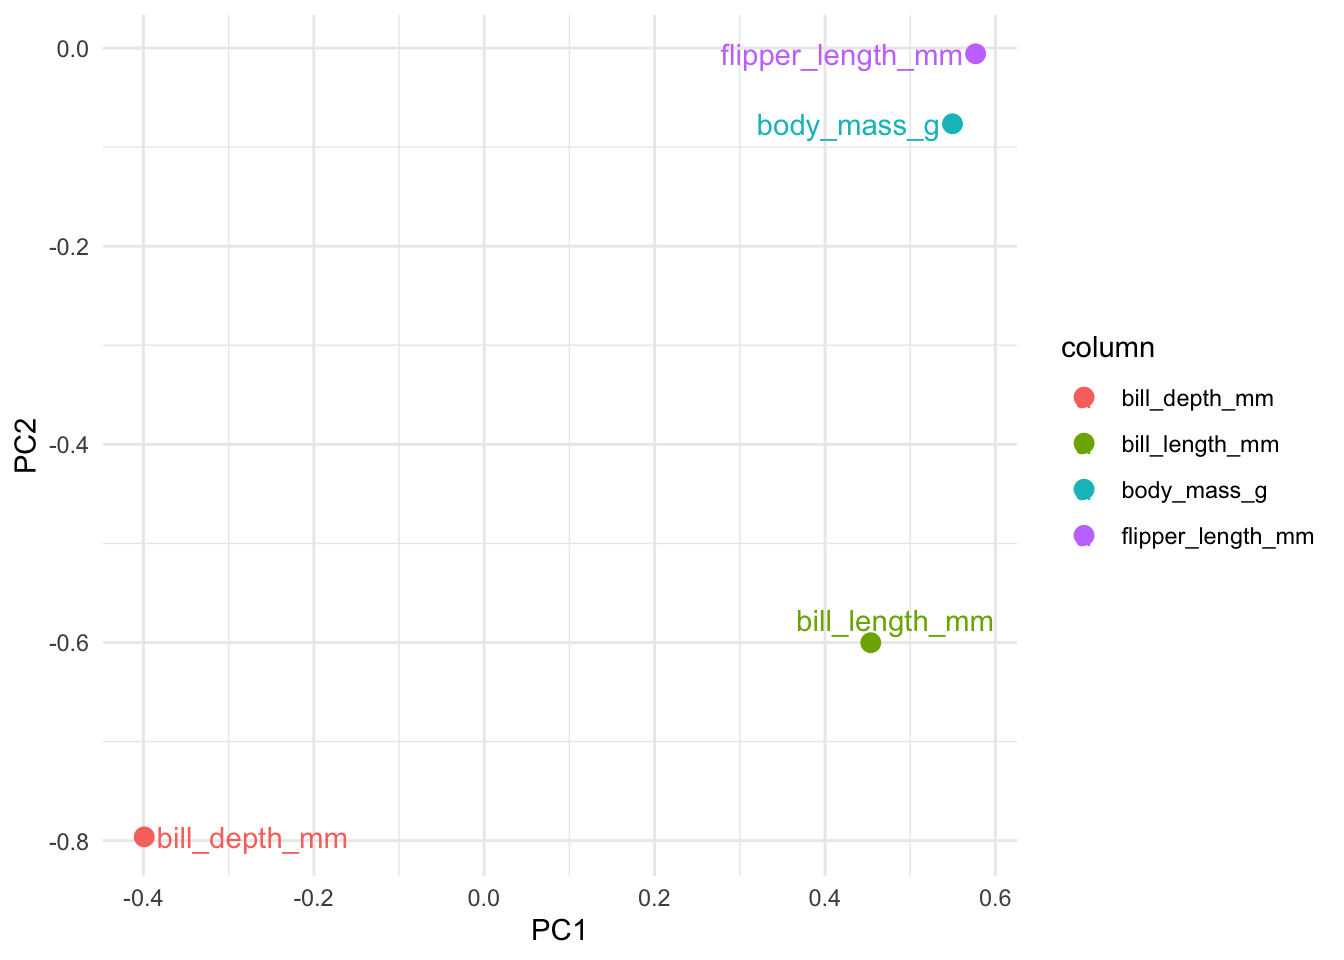 0.0
-0.2
-0.4
-0.6
-0.8
PC2
flipper_length_mm
body_mass_g
bill_length_mm
bill_depth_mm
-0.4
-0.2
0.0
0.2
0.4
0.6
PC1
column
bill_depth_mm
bill_length_mm
body_mass_g
flipper_length_mm